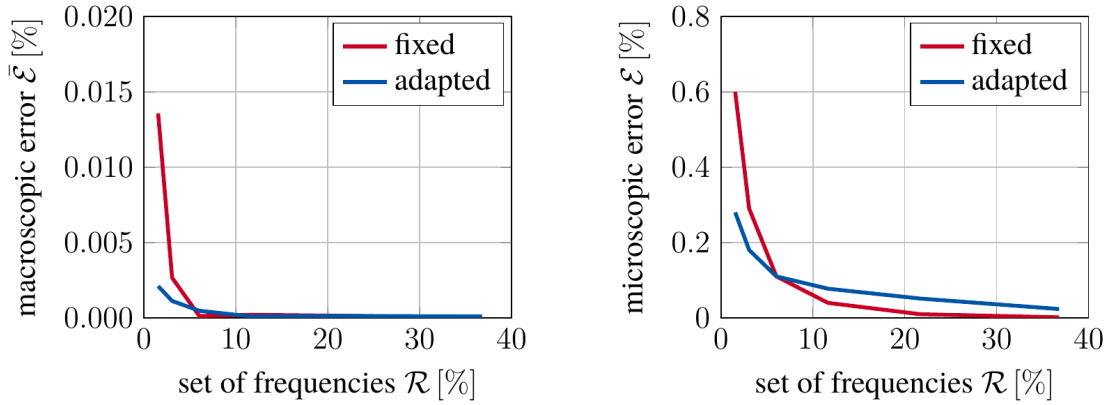 macroscopic error ℰ̄ [%]
0.020
0.015
0.010
0.005
0.000
0
10
20
30
40
set of frequencies ℛ [%]
fixed
adapted
microscopic error ℰ [%]
0.8
0.6
0.4
0.2
0
0
10
20
30
40
set of frequencies ℛ [%]
fixed
adapted